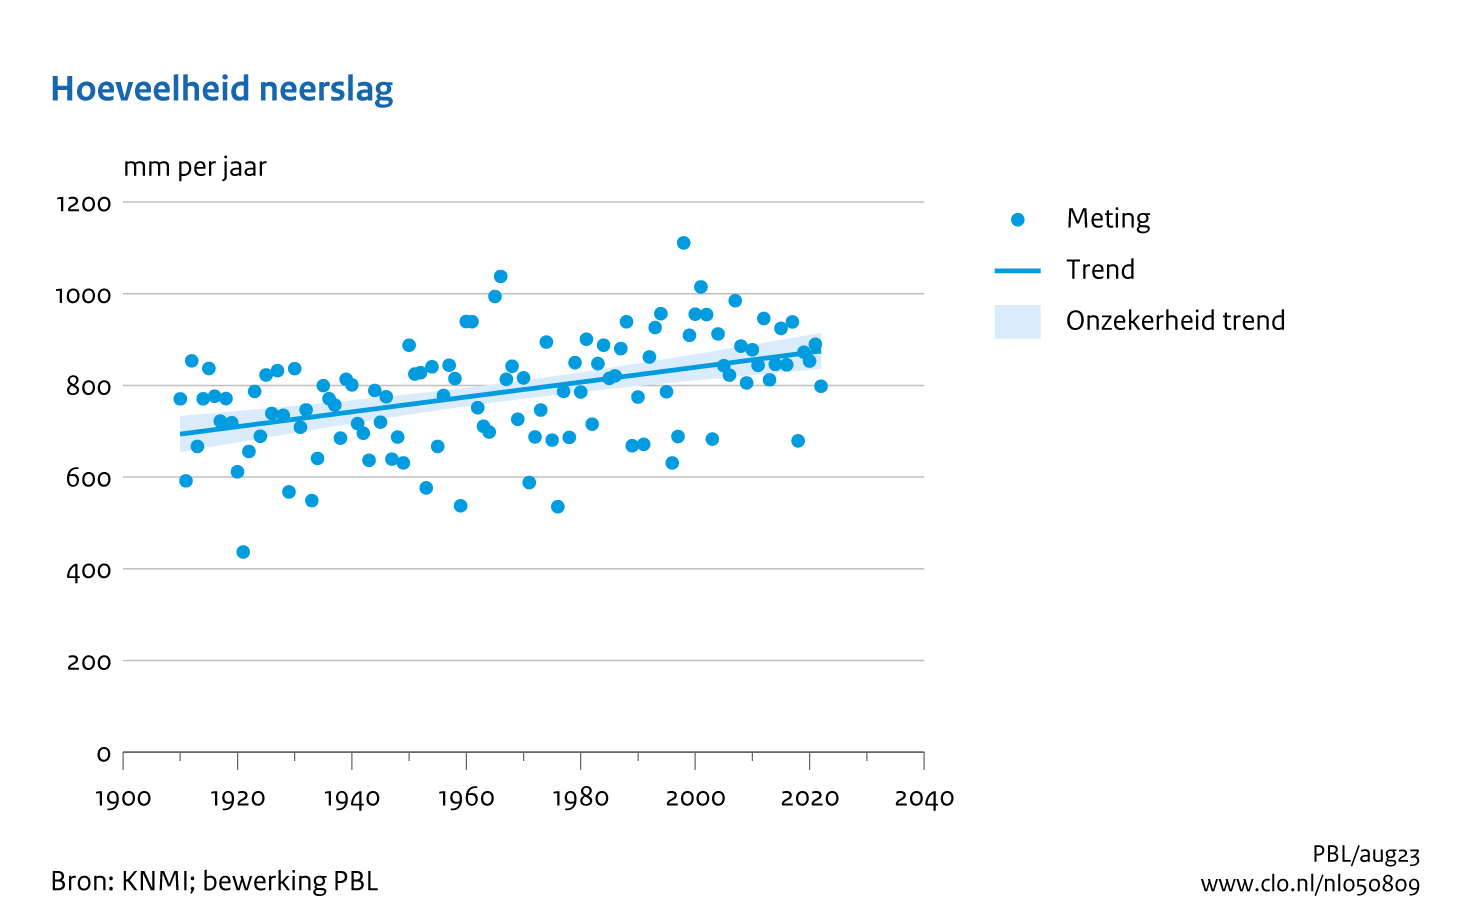 Hoeveelheid neerslag
mm per jaar
1200
1000
800
600
400
200
0
1900 1920 1940 1960 1980 2000 2020 2040
Meting
Trend
Onzekerheid trend
Bron: KNMI; bewerking PBL
PBL/aug23
www.clo.nl/nl050809